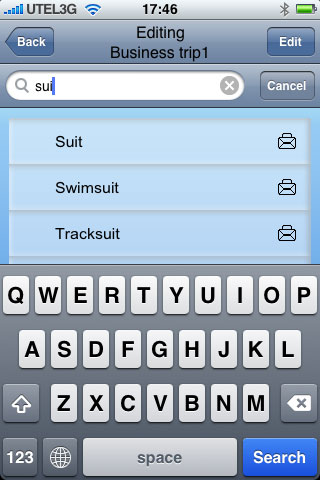 UTEL3G 17:46
Back Editing Edit
Business trip1
sui Cancel
Suit
Swimsuit
Tracksuit
Q W E R T Y U I O P
A S D F G H J K L
Z X C V B N M
123 space Search